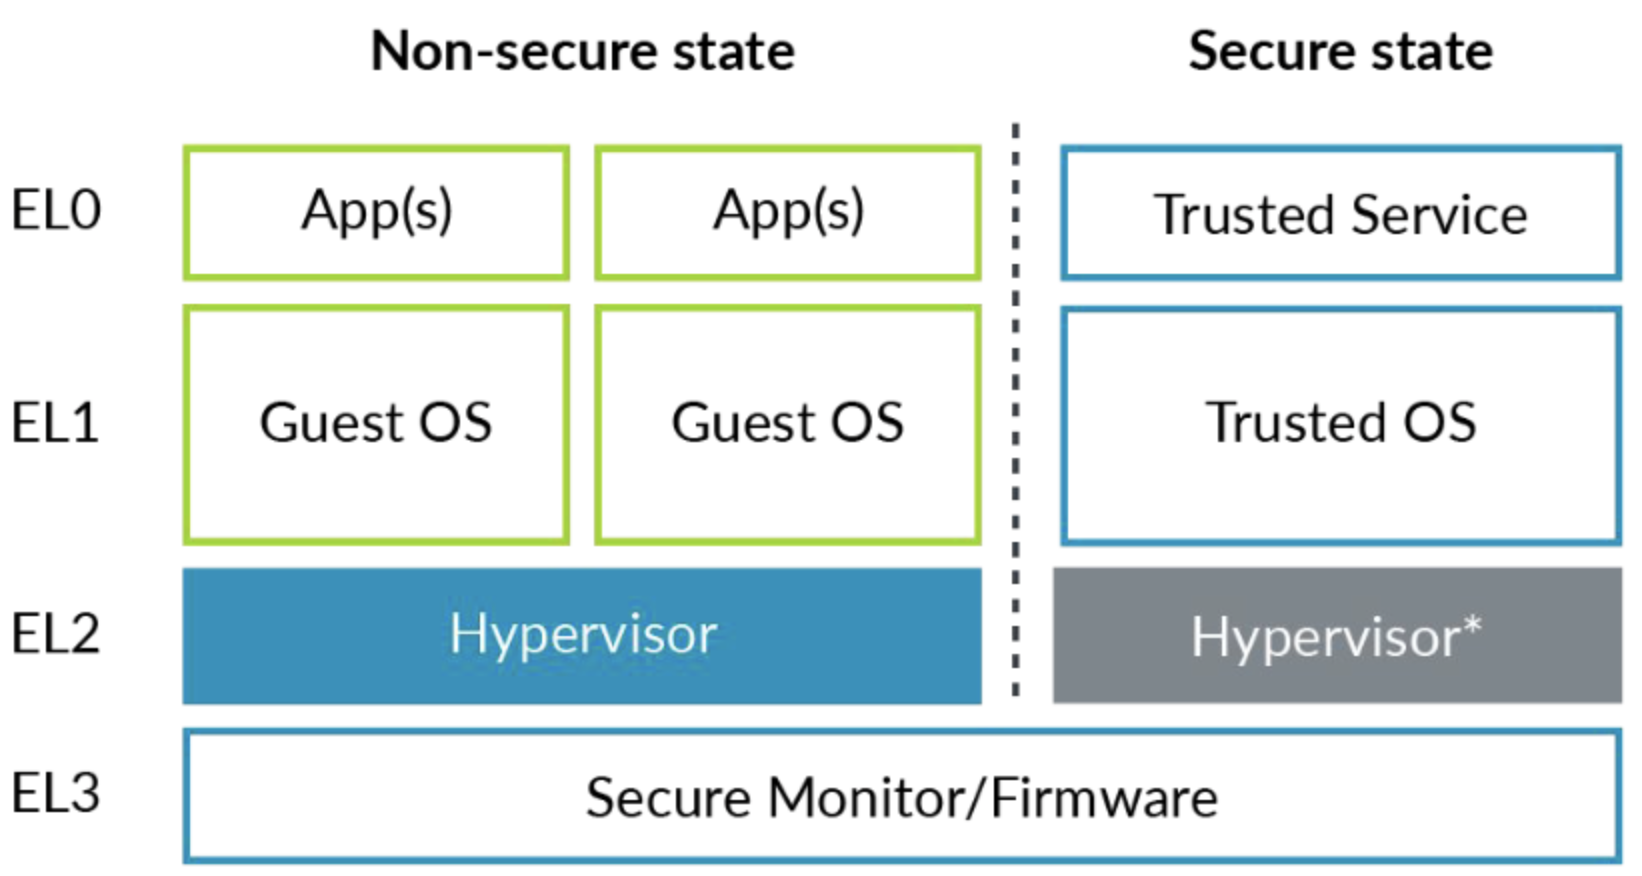 Non-secure state
Secure state
EL0
App(s)
App(s)
Trusted Service
EL1
Guest OS
Guest OS
Trusted OS
EL2
Hypervisor
Hypervisor*
EL3
Secure Monitor/Firmware